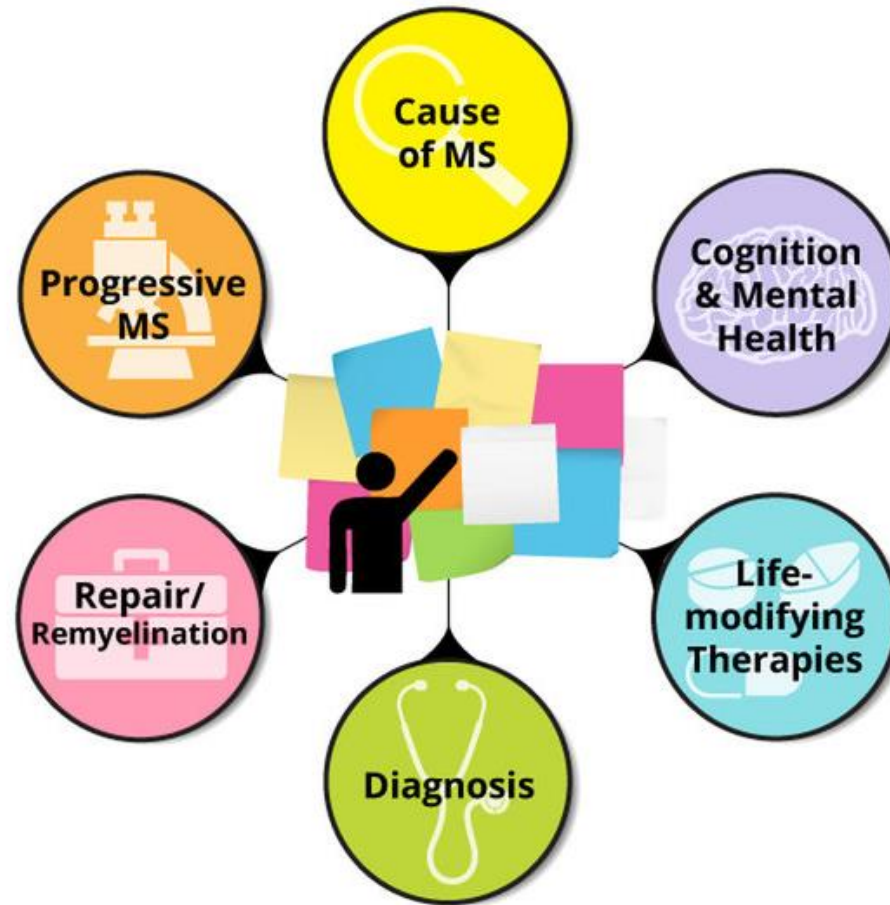 Cause
of MS
Cognition
& Mental
Health
Life-
modifying
Therapies
Diagnosis
Repair/
Remyelination
Progressive
MS